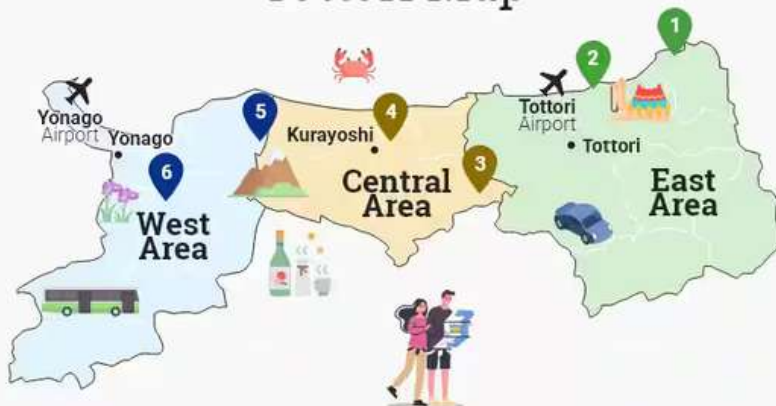 1
2
Yonago
Airport
Yonago
5
4
Kurayoshi
Tottori
Airport
Tottori
6
3
Central
Area
East
Area
West
Area